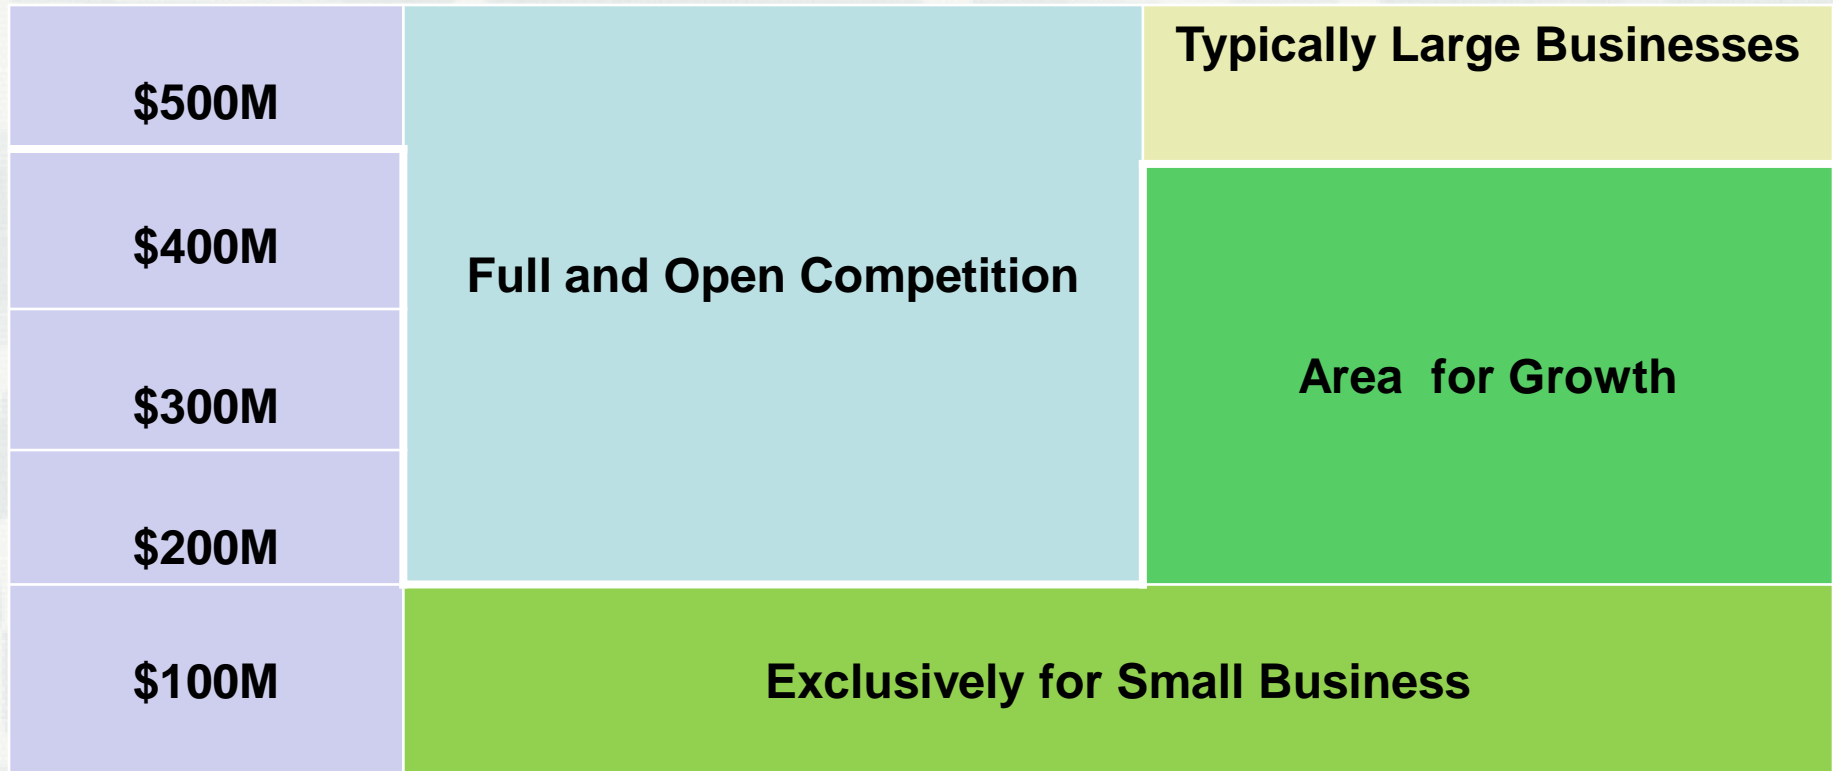 Typically Large Businesses
$500M
$400M
Full and Open Competition
Area  for Growth
$300M
$200M
$100M
Exclusively for Small Business